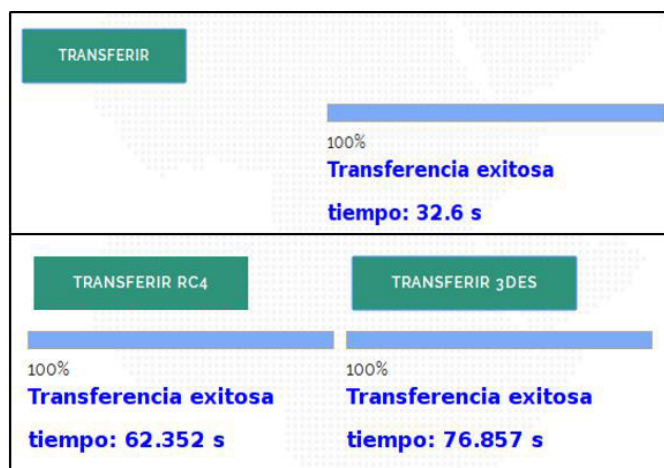 TRANSFERIR
100%
Transferencia exitosa
tiempo: 32.6 s
TRANSFERIR RC4
100%
Transferencia exitosa
tiempo: 62.352 s
TRANSFERIR 3DES
100%
Transferencia exitosa
tiempo: 76.857 s